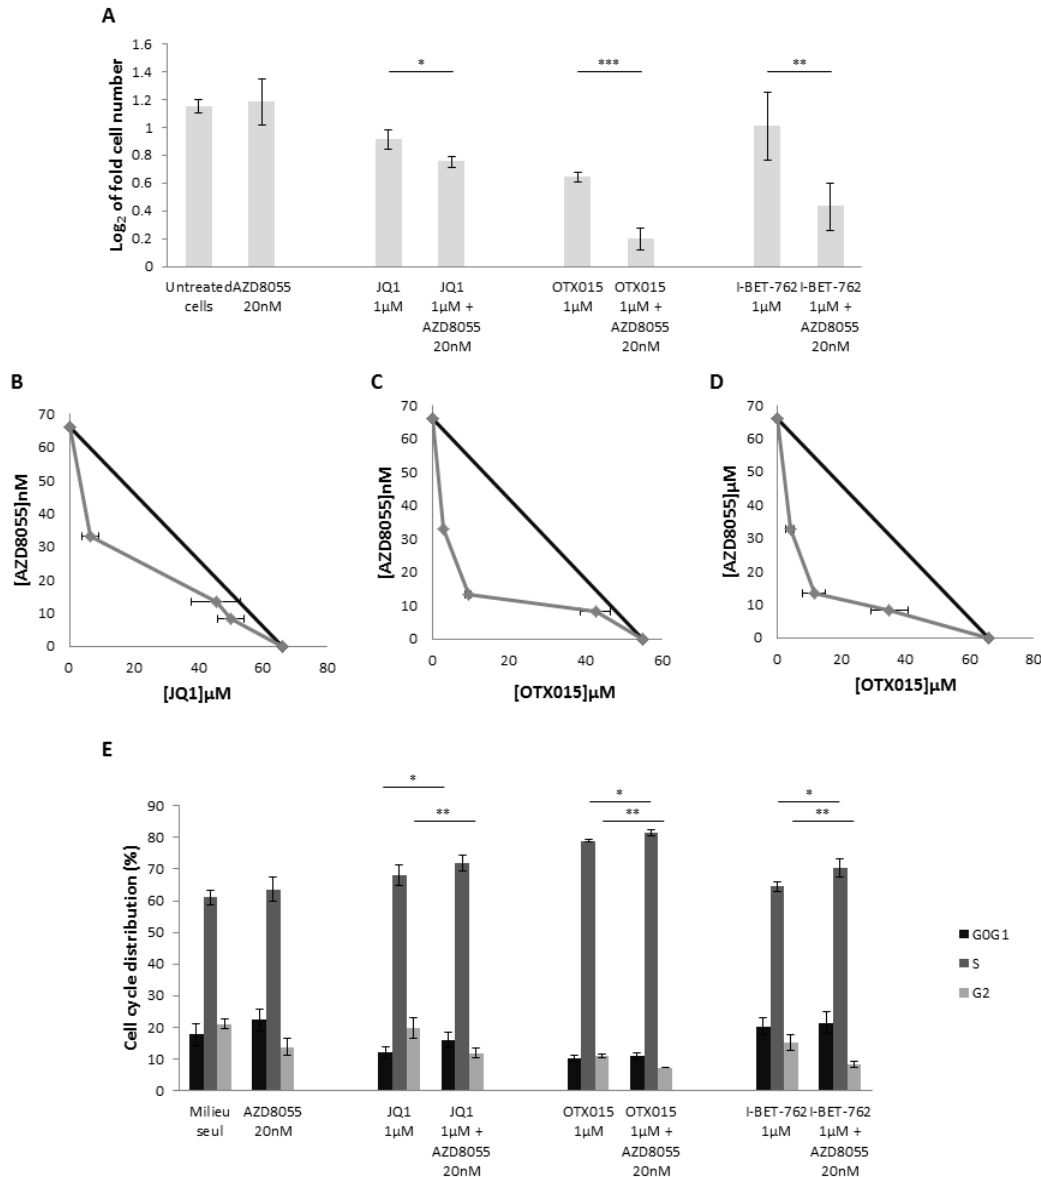 A
Log2 of fold cell number
1.6
1.4
1.2
1
0.8
0.6
0.4
0.2
0
* *** **
Untreated AZD8055 JQ1 JQ1 OTX015 OTX015 I-BET-762 I-BET-762
cells 20nM 1µM 1µM + 1µM 1µM + 1µM 1µM +
AZD8055 AZD8055 AZD8055
20nM 20nM 20nM
B
[AZD8055]nM
70
60
50
40
30
20
10
0
0 20 40 60 80
[JQ1]µM
C
[AZD8055]nM
70
60
50
40
30
20
10
0
0 20 40 60
[OTX015]µM
D
[AZD8055]µM
70
60
50
40
30
20
10
0
0 20 40 60 80
[OTX015]µM
E
Cell cycle distribution (%)
90
80
70
60
50
40
30
20
10
0
* * *
** ** **
Milieu AZD8055 JQ1 JQ1 OTX015 OTX015 I-BET-762 I-BET-762
seul 20nM 1µM 1µM + 1µM 1µM + 1µM 1µM +
AZD8055 AZD8055 AZD8055
20nM 20nM 20nM
G0G1
S
G2